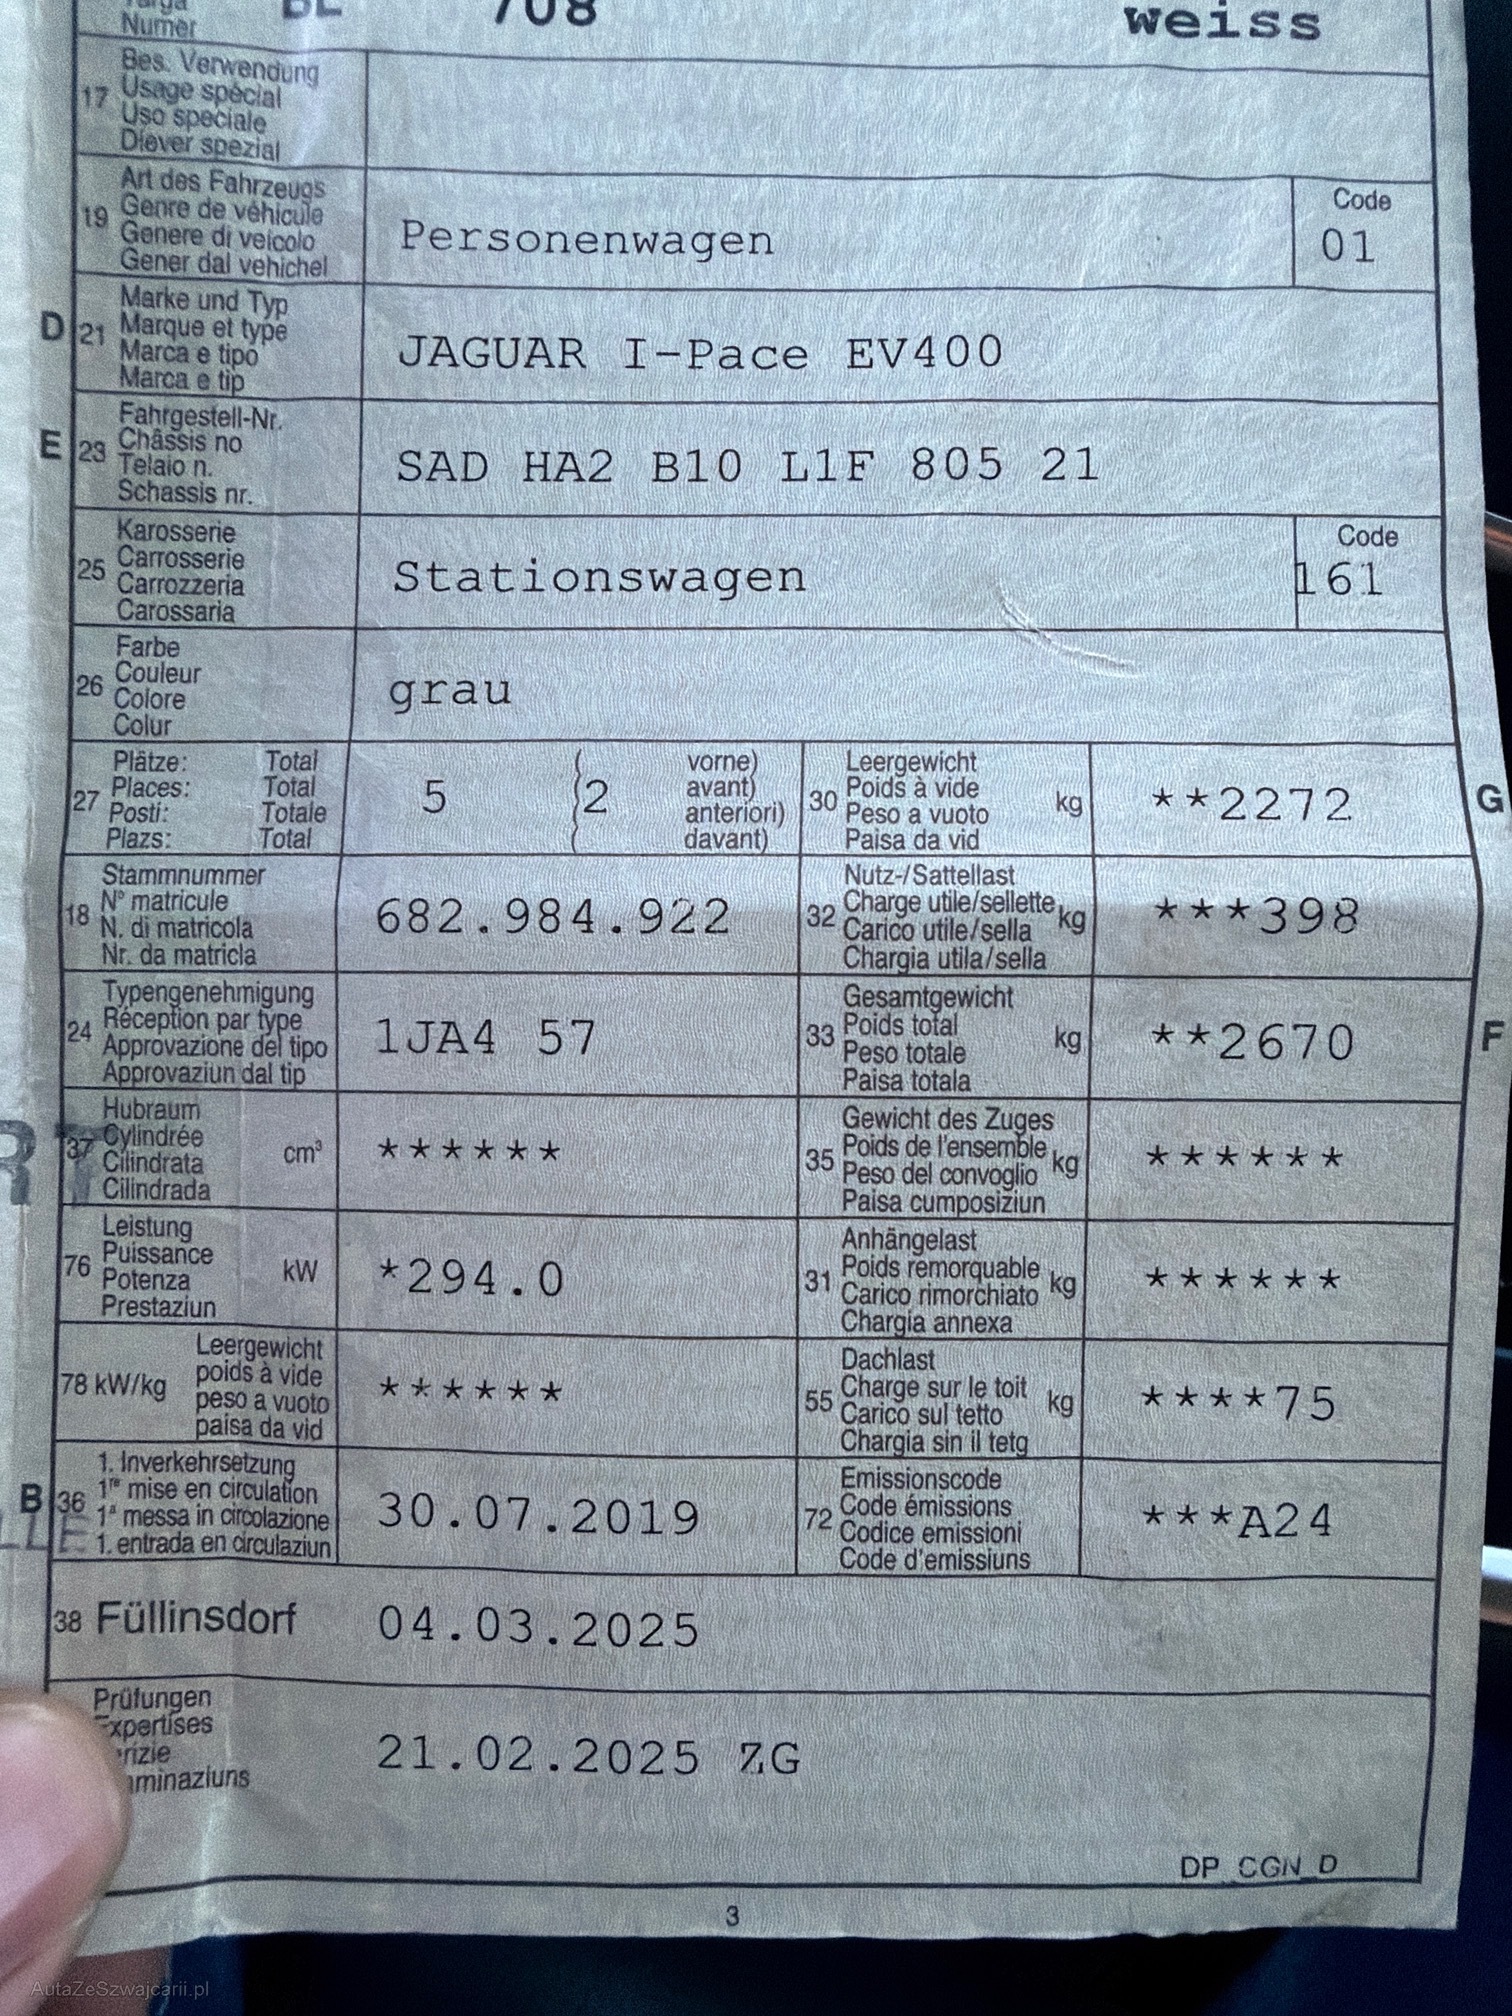 Numer 708 weiss
17 Bes. Verwendung
Usage spécial
Uso speciale
Diever spezial
19 Art des Fahrzeugs
Genre de véhicule
Genere di veicolo
Gener dal vehichel
Personenwagen
Code
01
D 21 Marke und Typ
Marque et type
Marca e tipo
Marca e tip
JAGUAR I-Pace EV400
E 23 Fahrgestell-Nr.
Châssis no
Telaio n.
Schassis nr.
SAD HA2 B10 L1F 805 21
25 Karosserie
Carrosserie
Carrozzeria
Carossaria
Stationswagen
Code
161
26 Farbe
Couleur
Colore
Colur
grau
27 Plätze: Total
Places: Total
Posti: Totale
Plazs: Total
5 2
vorne)
avant)
anteriori)
davant)
30 Leergewicht
Poids à vide
Peso a vuoto
Paisa da vid
kg **2272 G
18 Stammnummer
N° matricule
N. di matricola
Nr. da matricla
682.984.922
32 Nutz-/Sattellast
Charge utile/sellette
Carico utile/sella
Chargia utila/sella
kg ***398
24 Typengenehmigung
Réception par type
Approvazione del tipo
Approvaziun dal tip
1JA4 57
33 Gesamtgewicht
Poids total
Peso totale
Paisa totala
kg **2670 F
37 Hubraum
Cylindrée
Cilindrata
Cilindrada
cm³ ******
35 Gewicht des Zuges
Poids de l'ensemble
Peso del convoglio
Paisa cumposiziun
kg ******
76 Leistung
Puissance
Potenza
Prestaziun
kW *294.0
31 Anhängelast
Poids remorquable
Carico rimorchiato
Chargia annexa
kg ******
78 kW/kg Leergewicht
poids à vide
peso a vuoto
paisa da vid
******
55 Dachlast
Charge sur le toit
Carico sul tetto
Chargia sin il tetg
kg ****75
B 36 1. Inverkehrsetzung
1re mise en circulation
1a messa in circolazione
1. entrada en circulaziun
30.07.2019
72 Emissionscode
Code émissions
Codice emissioni
Code d'emissiuns
***A24
38 Füllinsdorf 04.03.2025
Prüfungen
Expertises
21.02.2025 ZG
DP_CGN_D
3
AutaZeSzwajcarii.pl